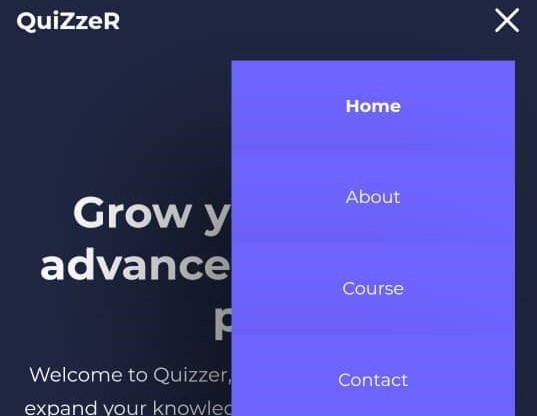 QuiZzeR
Home
About
Course
Contact
Grow y
advance
p
Welcome to Quizzer,
expand your knowled